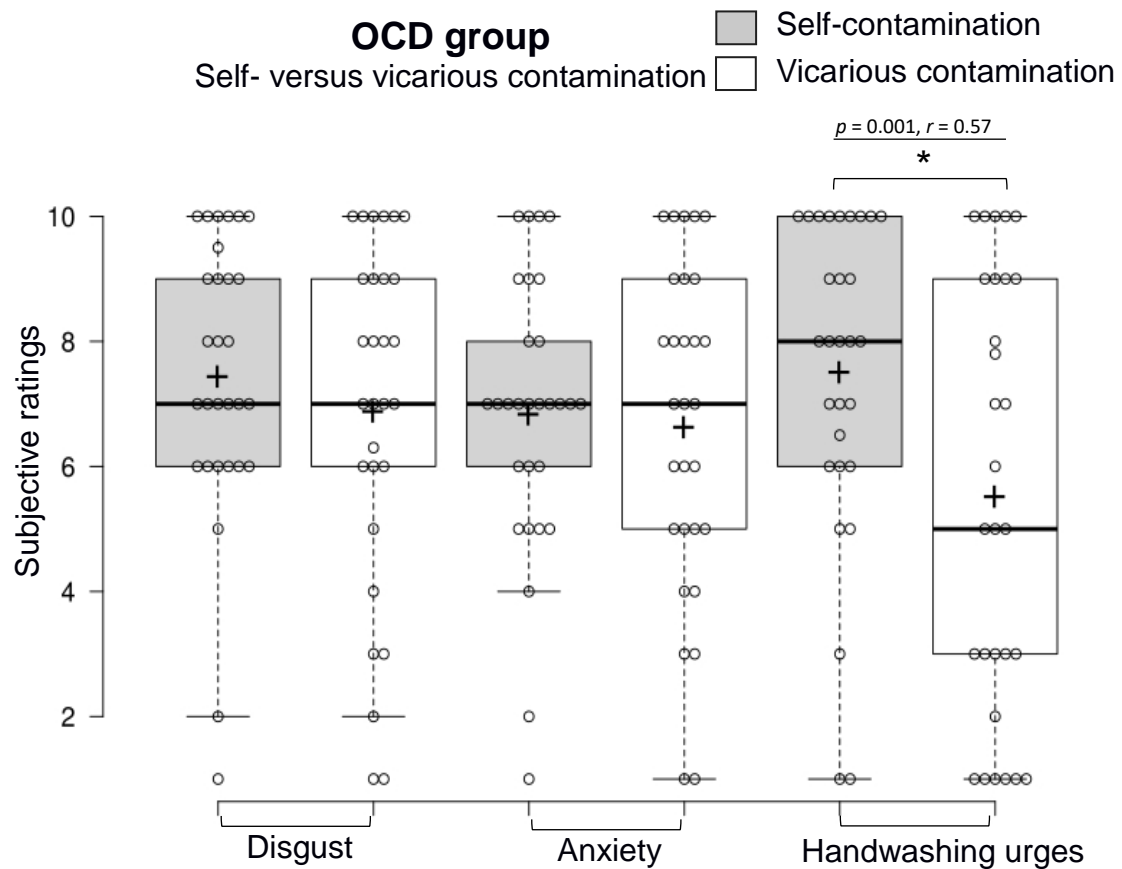 OCD group
Self- versus vicarious contamination
Self-contamination
Vicarious contamination
p = 0.001, r = 0.57
*
Subjective ratings
10
8
6
4
2
Disgust
Anxiety
Handwashing urges